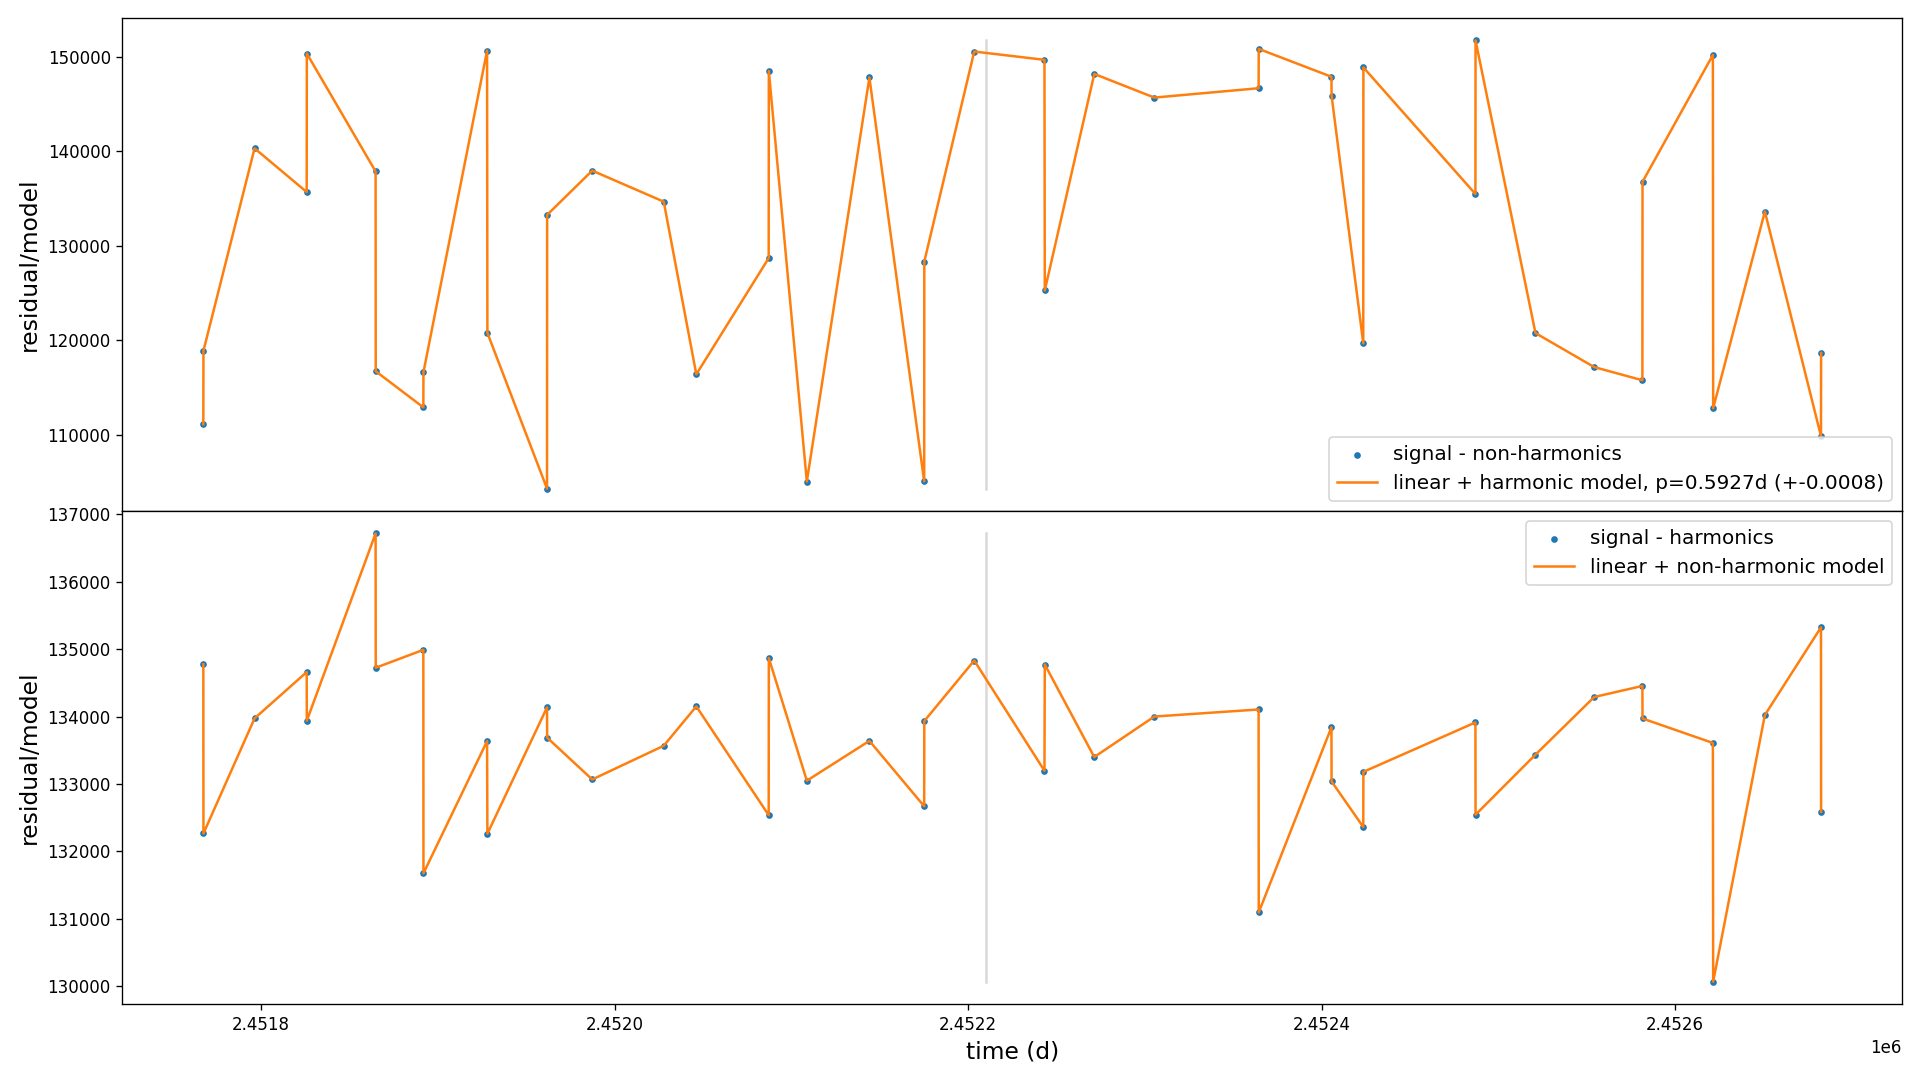 150000
140000
130000
120000
110000
residual/model
signal - non-harmonics
linear + harmonic model, p=0.5927d (+-0.0008)
137000
136000
135000
134000
133000
132000
131000
130000
residual/model
signal - harmonics
linear + non-harmonic model
2.4518
2.4520
2.4522
2.4524
2.4526
time (d)
1e6